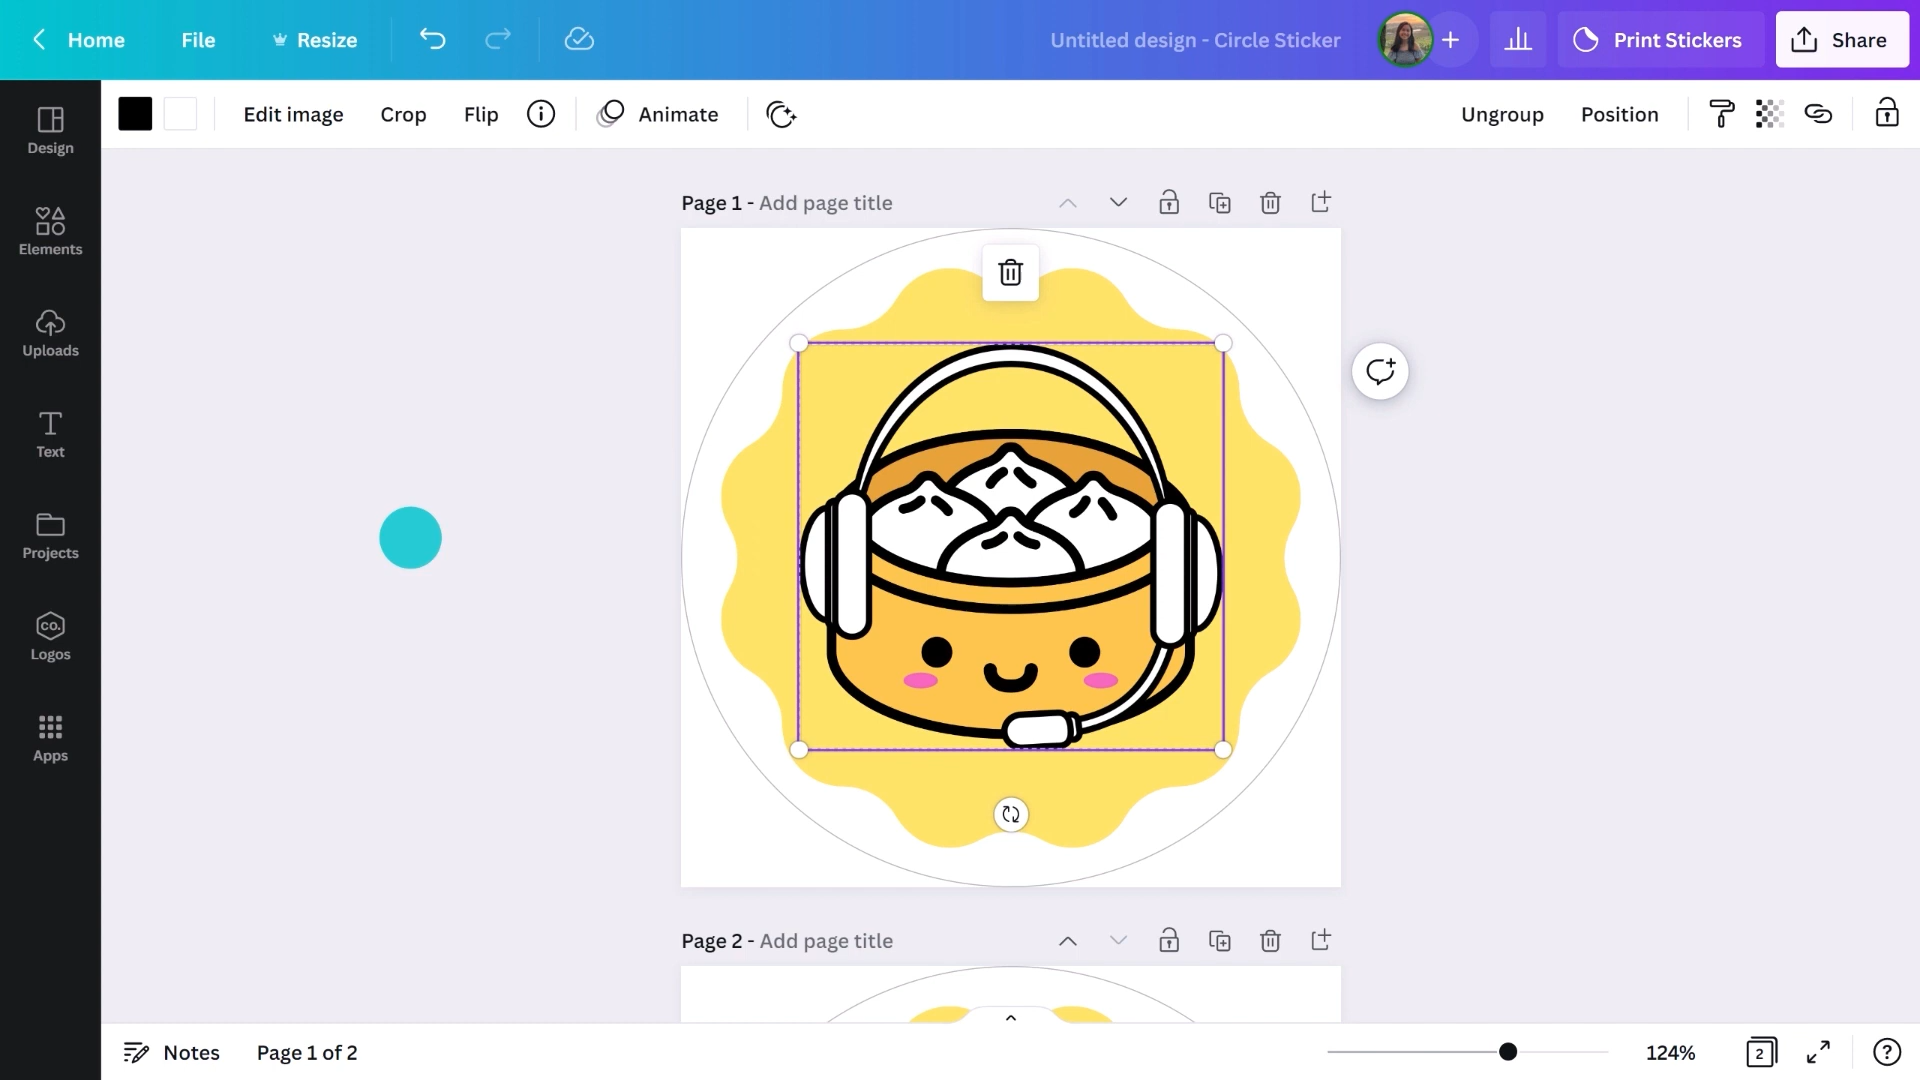 Home File Resize Untitled design - Circle Sticker Print Stickers Share
Edit image Crop Flip Animate Ungroup Position
Design
Elements
Uploads
Text
Projects
CO.
Logos
Apps
Page 1 - Add page title
Page 2 - Add page title
Notes Page 1 of 2 124% 2 ?